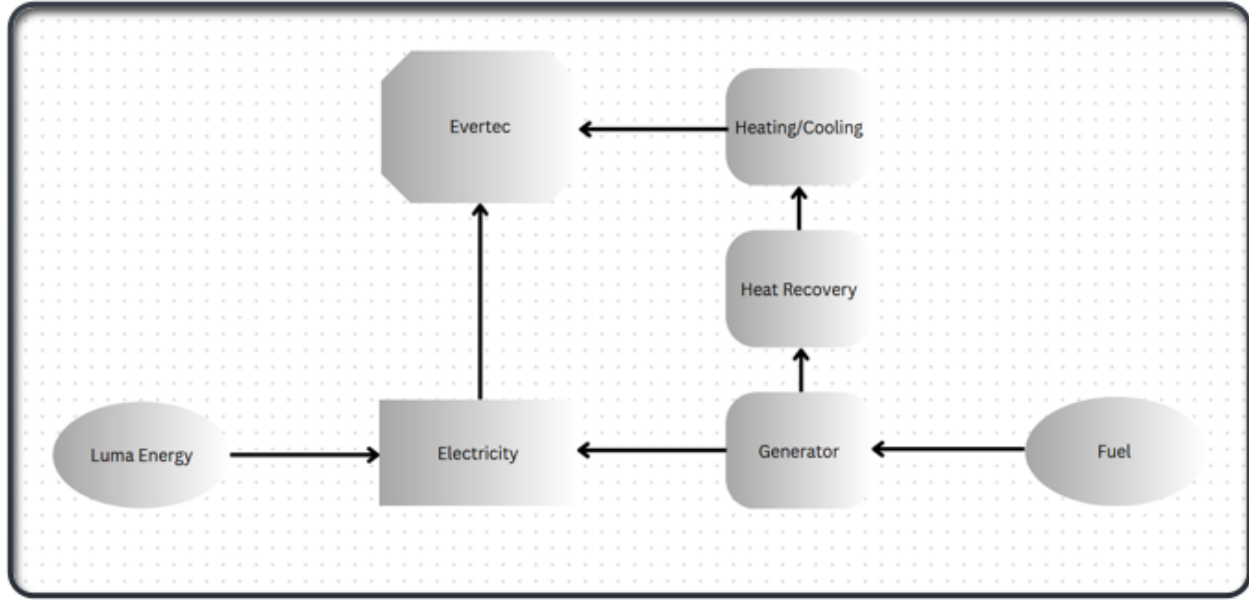 Evertec
Heating/Cooling
Heat Recovery
Luma Energy
Electricity
Generator
Fuel